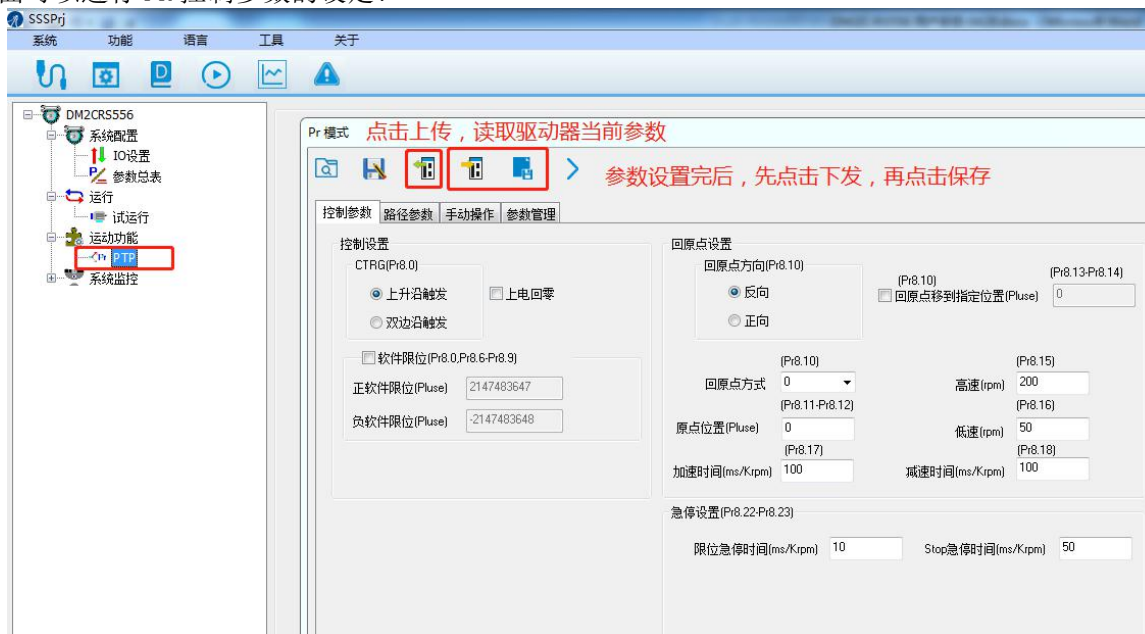 SSSPrj
系统 功能 语言 工具 关于
DM2CRS556
系统配置
IO设置
参数总表
运行
试运行
运动功能
Pr PTP
系统监控
Pr 模式 点击上传，读取驱动器当前参数
参数设置完后，先点击下发，再点击保存
控制参数 路径参数 手动操作 参数管理
控制设置
CTRG(Pr8.0)
上升沿触发 上电回零
双边沿触发
软件限位(Pr8.0,Pr8.6-Pr8.9)
正软件限位(Pluse) 2147483647
负软件限位(Pluse) -2147483648
回原点设置
回原点方向(Pr8.10)
反向
正向
(Pr8.10) (Pr8.13-Pr8.14)
回原点移到指定位置(Pluse) 0
(Pr8.10) (Pr8.15)
回原点方式 0 高速(rpm) 200
(Pr8.11-Pr8.12) (Pr8.16)
原点位置(Pluse) 0 低速(rpm) 50
(Pr8.17) (Pr8.18)
加速时间(ms/Krpm) 100 减速时间(ms/Krpm) 100
急停设置(Pr8.22-Pr8.23)
限位急停时间(ms/Krpm) 10 Stop急停时间(ms/Krpm) 50